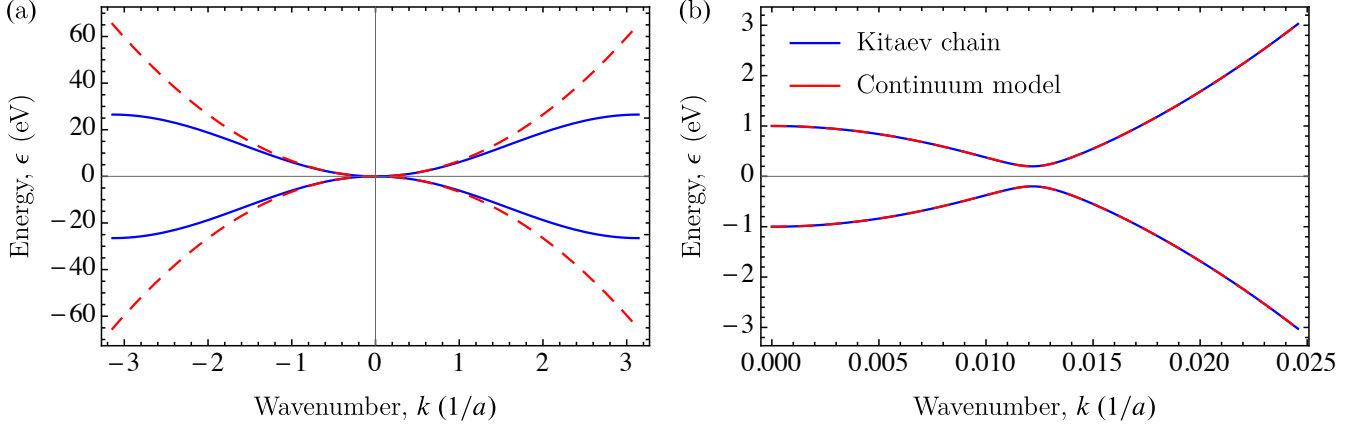 (a)
Energy, ϵ (eV)
60
40
20
0
−20
−40
−60
−3 −2 −1 0 1 2 3
Wavenumber, k (1/a)
(b)
Energy, ϵ (eV)
3
2
1
0
−1
−2
−3
Kitaev chain
Continuum model
0.000 0.005 0.010 0.015 0.020 0.025
Wavenumber, k (1/a)